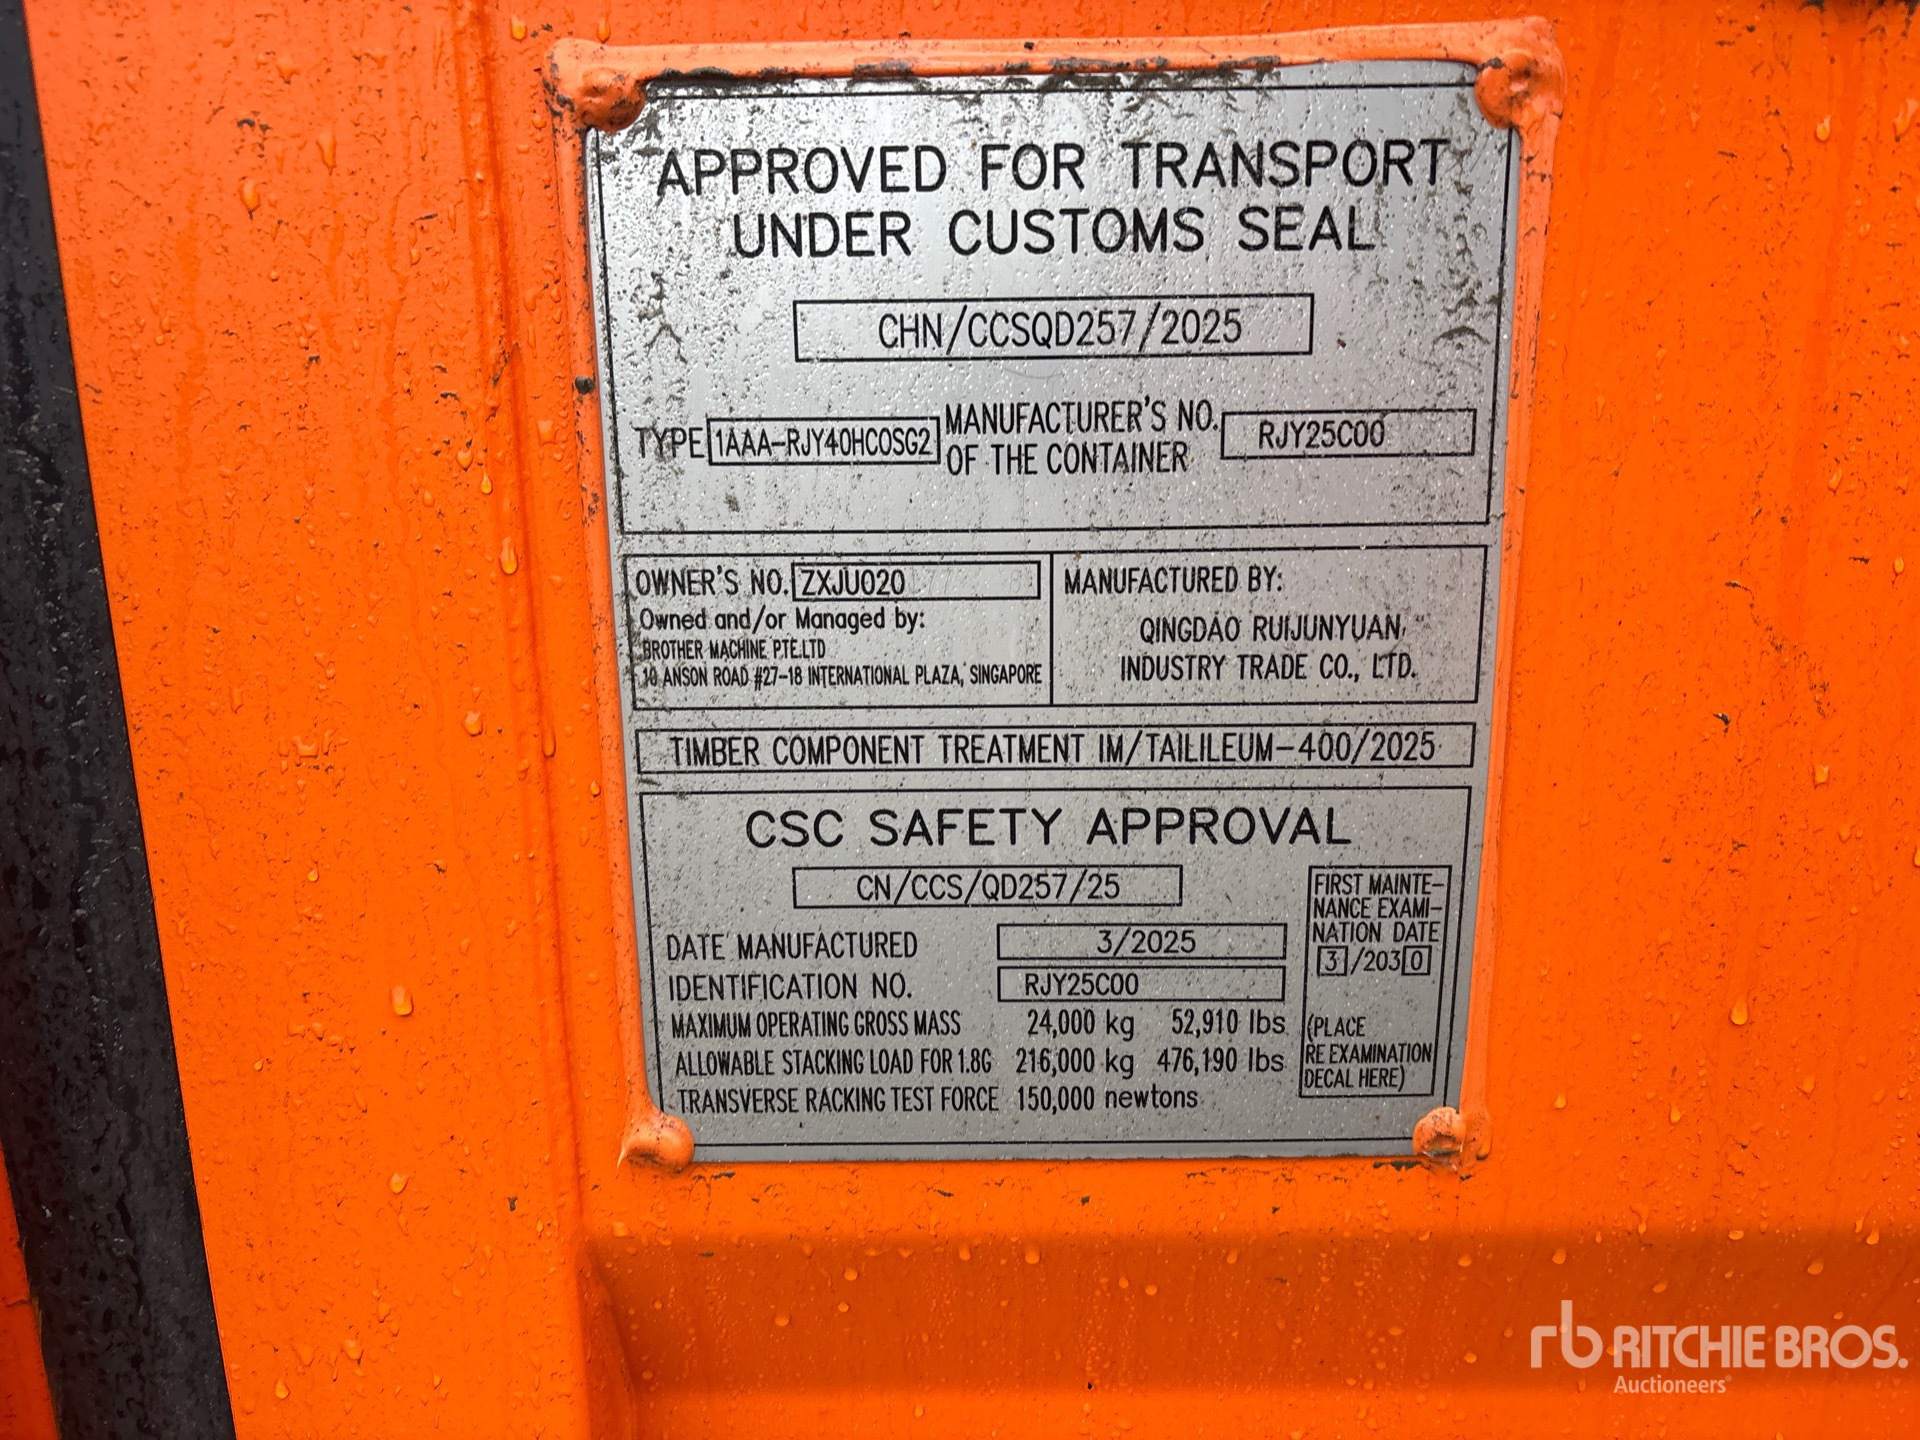 APPROVED FOR TRANSPORT
UNDER CUSTOMS SEAL
CHN/CCSQD257/2025
TYPE 1AAA-RJY40HCOSG2
MANUFACTURER'S NO.
OF THE CONTAINER
RJY25C00
OWNER'S NO. ZXJU020
Owned and/or Managed by:
BROTHER MACHINE PTE.LTD
10 ANSON ROAD #27-18 INTERNATIONAL PLAZA, SINGAPORE
MANUFACTURED BY:
QINGDAO RUIJUNYUAN
INDUSTRY TRADE CO., LTD.
TIMBER COMPONENT TREATMENT IM/TAILILEUM-400/2025
CSC SAFETY APPROVAL
CN/CCS/QD257/25
DATE MANUFACTURED 3/2025
IDENTIFICATION NO. RJY25C00
MAXIMUM OPERATING GROSS MASS 24,000 kg 52,910 lbs
ALLOWABLE STACKING LOAD FOR 1.8G 216,000 kg 476,190 lbs
TRANSVERSE RACKING TEST FORCE 150,000 newtons
FIRST MAINTE-
NANCE EXAMI-
NATION DATE
3/2030
(PLACE
RE EXAMINATION
DECAL HERE)
rb RITCHIE BROS.
Auctioneers